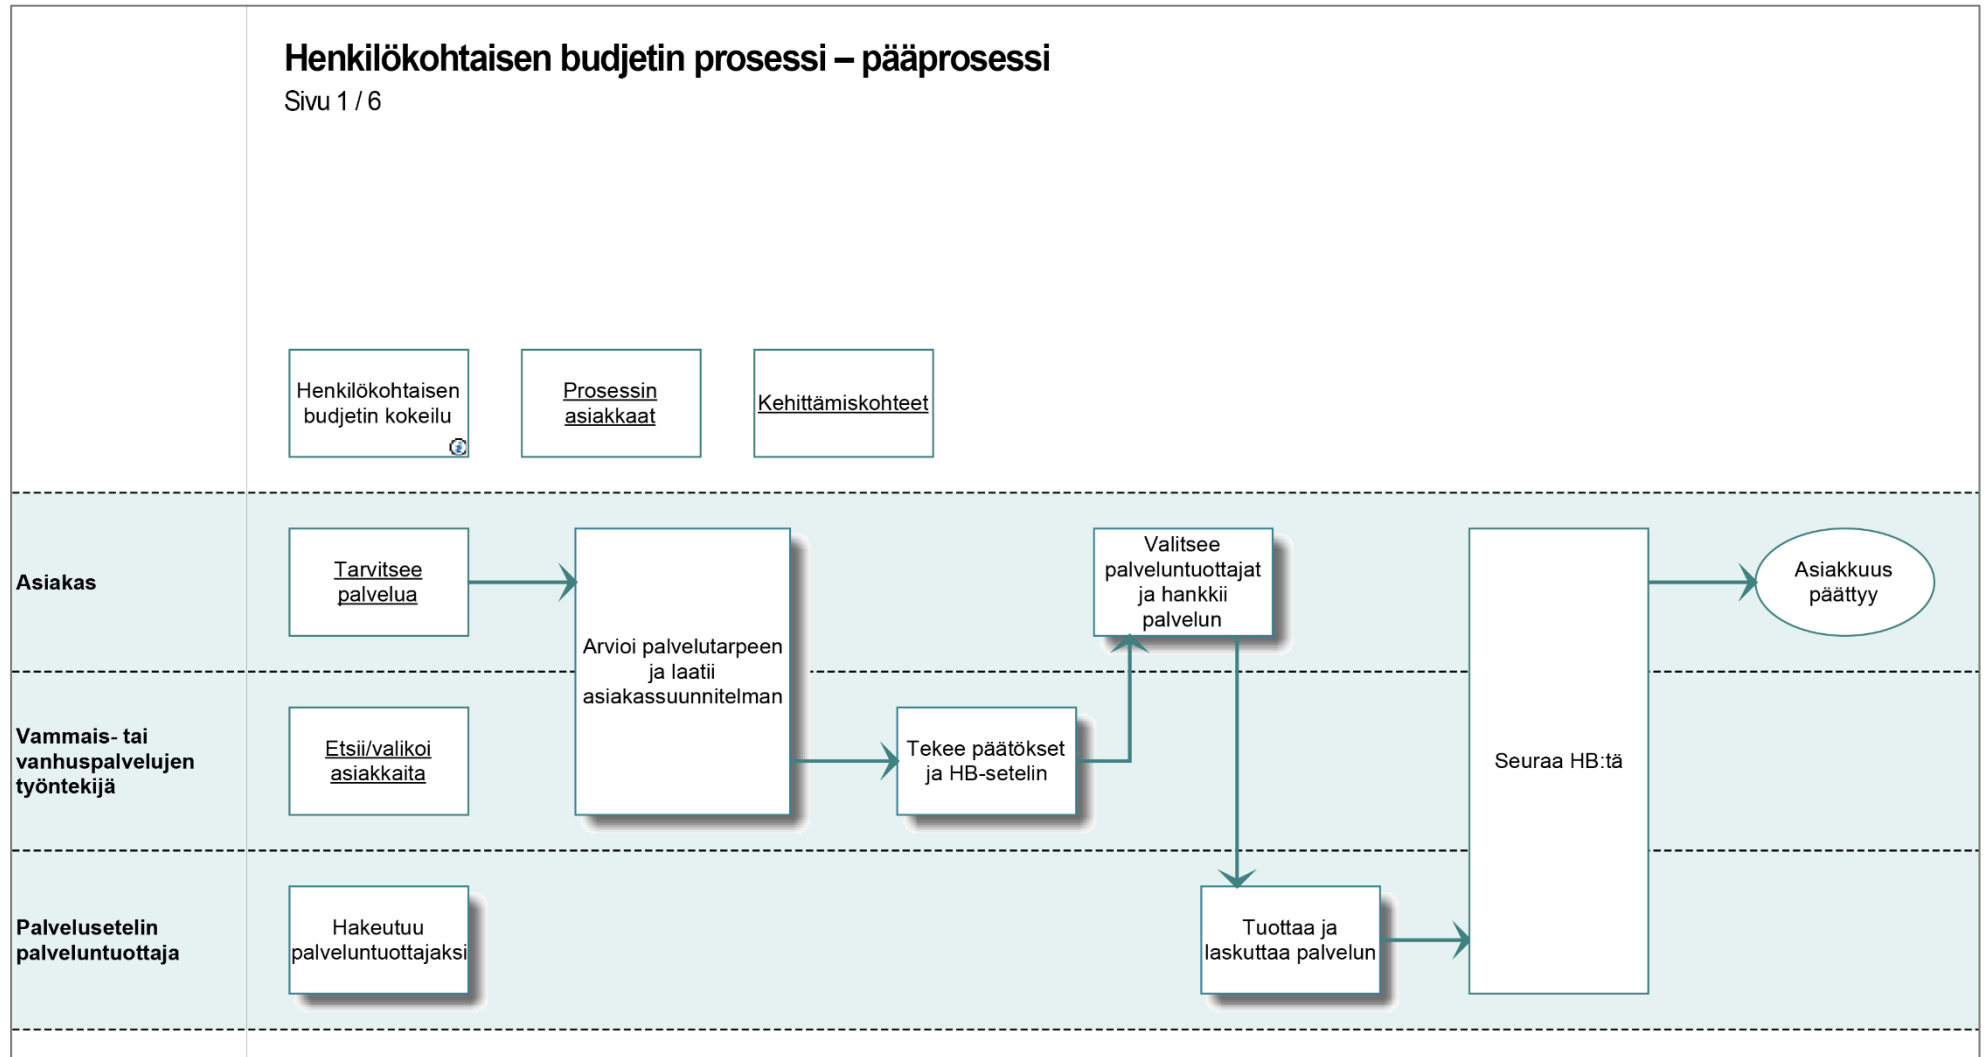 Henkilökohtaisen budjetin prosessi – pääprosessi
Sivu 1 / 6
Henkilökohtaisen
budjetin kokeilu
Prosessin
asiakkaat
Kehittämiskohteet
Asiakas
Tarvitsee
palvelua
Arvioi palvelutarpeen
ja laatii
asiakassuunnitelman
Valitsee
palveluntuottajat
ja hankkii
palvelun
Asiakkuus
päättyy
Vammais- tai
vanhuspalvelujen
työntekijä
Etsii/valikoi
asiakkaita
Tekee päätökset
ja HB-setelin
Seuraa HB:tä
Palvelusetelin
palveluntuottaja
Hakeutuu
palveluntuottajaksi
Tuottaa ja
laskuttaa palvelun